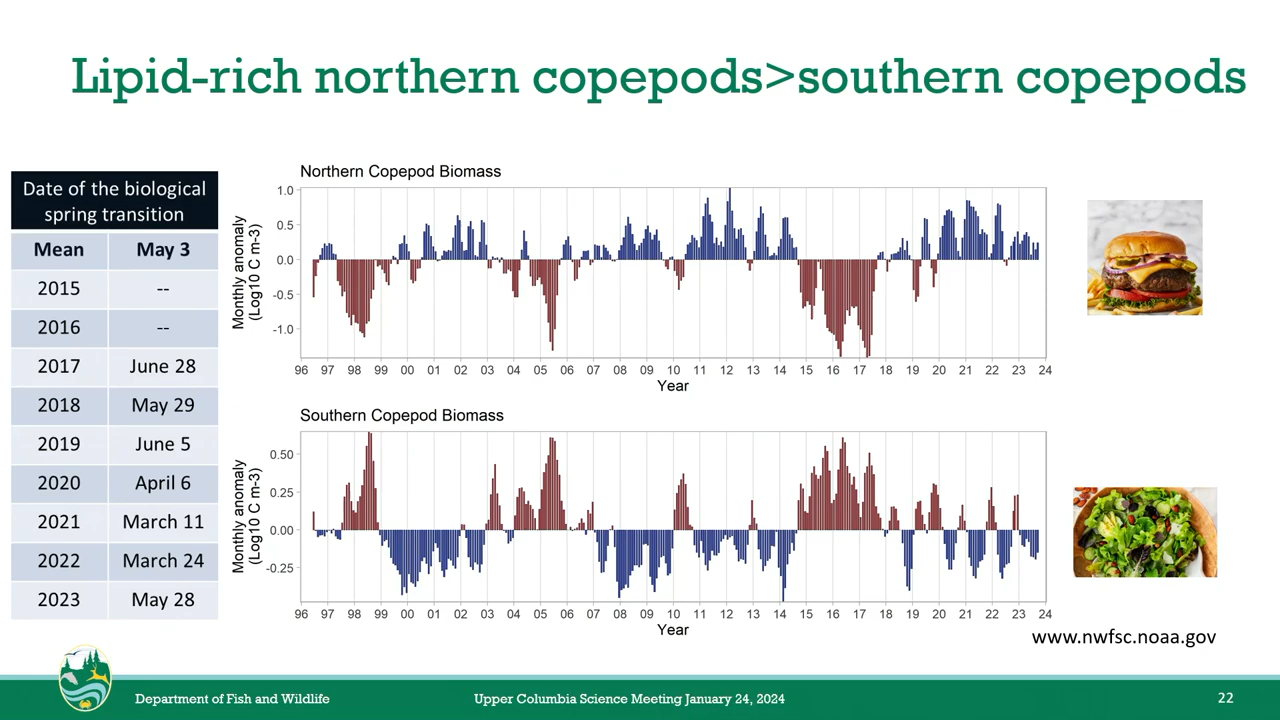 Lipid-rich northern copepods>southern copepods
Date of the biological
spring transition
Mean May 3
2015 --
2016 --
2017 June 28
2018 May 29
2019 June 5
2020 April 6
2021 March 11
2022 March 24
2023 May 28
Northern Copepod Biomass
Monthly anomaly
(Log10 C m-3)
1.0
0.5
0.0
-0.5
-1.0
96 97 98 99 00 01 02 03 04 05 06 07 08 09 10 11 12 13 14 15 16 17 18 19 20 21 22 23 24
Year
Southern Copepod Biomass
Monthly anomaly
(Log10 C m-3)
0.50
0.25
0.00
-0.25
96 97 98 99 00 01 02 03 04 05 06 07 08 09 10 11 12 13 14 15 16 17 18 19 20 21 22 23 24
Year
www.nwfsc.noaa.gov
Department of Fish and Wildlife
Upper Columbia Science Meeting January 24, 2024
22